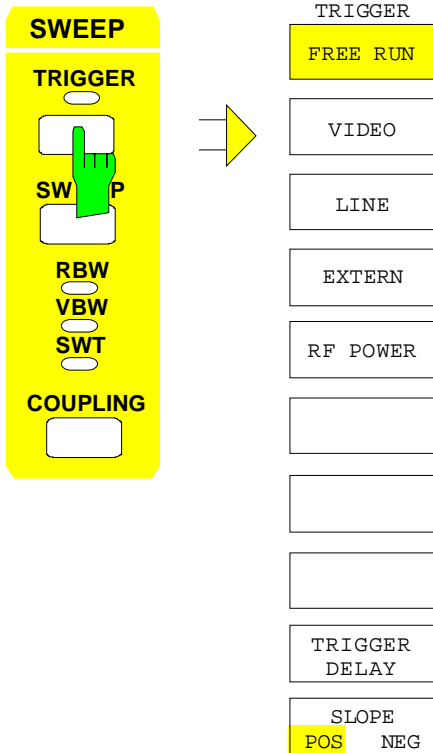 SWEEP
TRIGGER
SW P
RBW
VBW
SWT
COUPLING
TRIGGER
FREE RUN
VIDEO
LINE
EXTERN
RF POWER
TRIGGER
DELAY
SLOPE
POS NEG